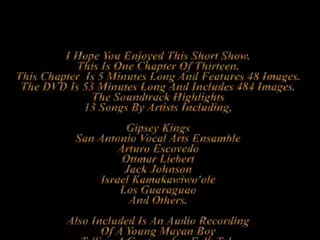 I Hope You Enjoyed This Short Show.
This Is One Chapter Of Thirteen.
This Chapter Is 5 Minutes Long And Features 48 Images.
The DVD Is 53 Minutes Long And Includes 484 Images.
The Soundtrack Highlights
13 Songs By Artists Including,
Gipsey Kings
San Antonio Vocal Arts Ensamble
Arturo Escovedo
Ottmar Liebert
Jack Johnson
Israel Kamakawiwo'ole
Los Guaraguao
And Others.
Also Included Is An Audio Recording
Of A Young Mayan Boy